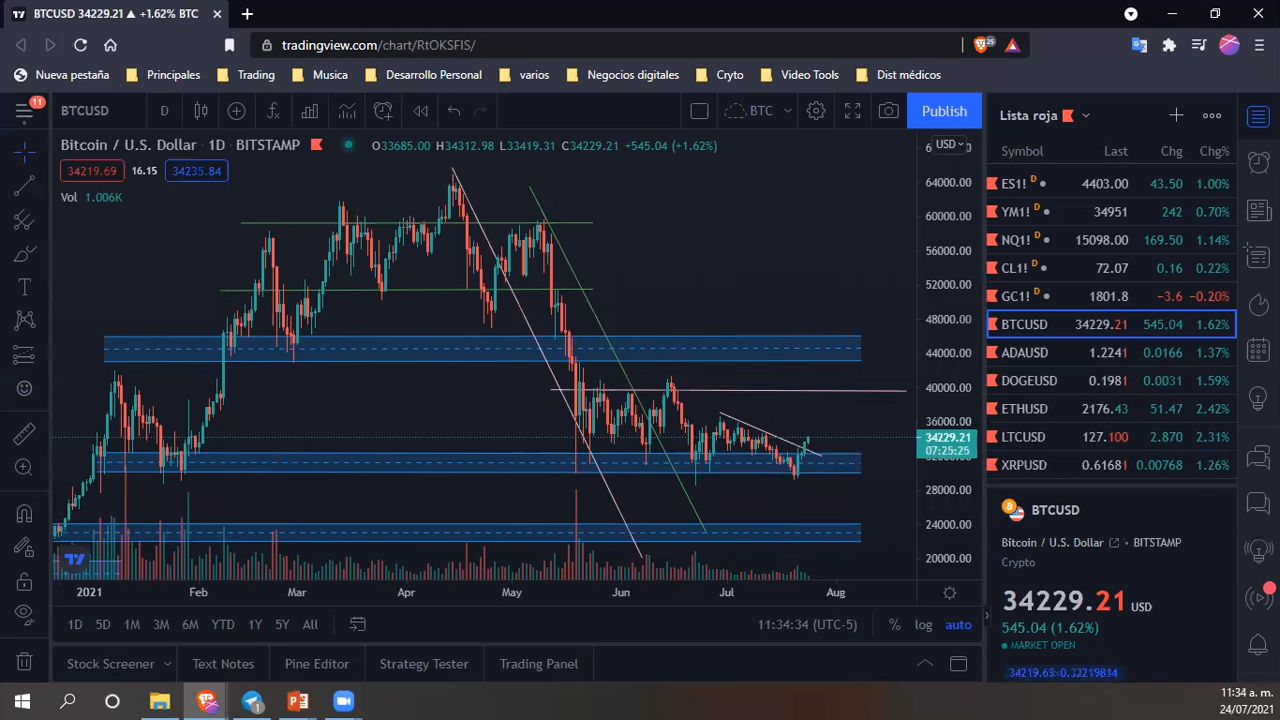 BTCUSD 34229.21 ▲ +1.62% BTC
tradingview.com/chart/RtOKSFIS/
25
Nueva pestaña Principales Trading Musica Desarrollo Personal varios Negocios digitales Cryto Video Tools Dist médicos
11
BTCUSD D BTC Publish
Bitcoin / U.S. Dollar · 1D · BITSTAMP O33685.00 H34312.98 L33419.31 C34229.21 +545.04 (+1.62%)
34219.69 16.15 34235.84
Vol 1.006K
USD
64000.00
60000.00
56000.00
52000.00
48000.00
44000.00
40000.00
36000.00
34229.21
07:25:25
28000.00
24000.00
20000.00
2021 Feb Mar Apr May Jun Jul Aug
1D 5D 1M 3M 6M YTD 1Y 5Y All 11:34:34 (UTC-5) % log auto
Stock Screener Text Notes Pine Editor Strategy Tester Trading Panel
Lista roja
Symbol Last Chg Chg%
ES1! D 4403.00 43.50 1.00%
YM1! D 34951 242 0.70%
NQ1! D 15098.00 169.50 1.14%
CL1! D 72.07 0.16 0.22%
GC1! D 1801.8 −3.6 −0.20%
BTCUSD 34229.21 545.04 1.62%
ADAUSD 1.2241 0.0166 1.37%
DOGEUSD 0.1981 0.0031 1.59%
ETHUSD 2176.43 51.47 2.42%
LTCUSD 127.100 2.870 2.31%
XRPUSD 0.61681 0.00768 1.26%
BTCUSD
Bitcoin / U.S. Dollar · BITSTAMP
Crypto
34229.21 USD
545.04 (1.62%)
MARKET OPEN
1
11:34 a. m.
24/07/2021